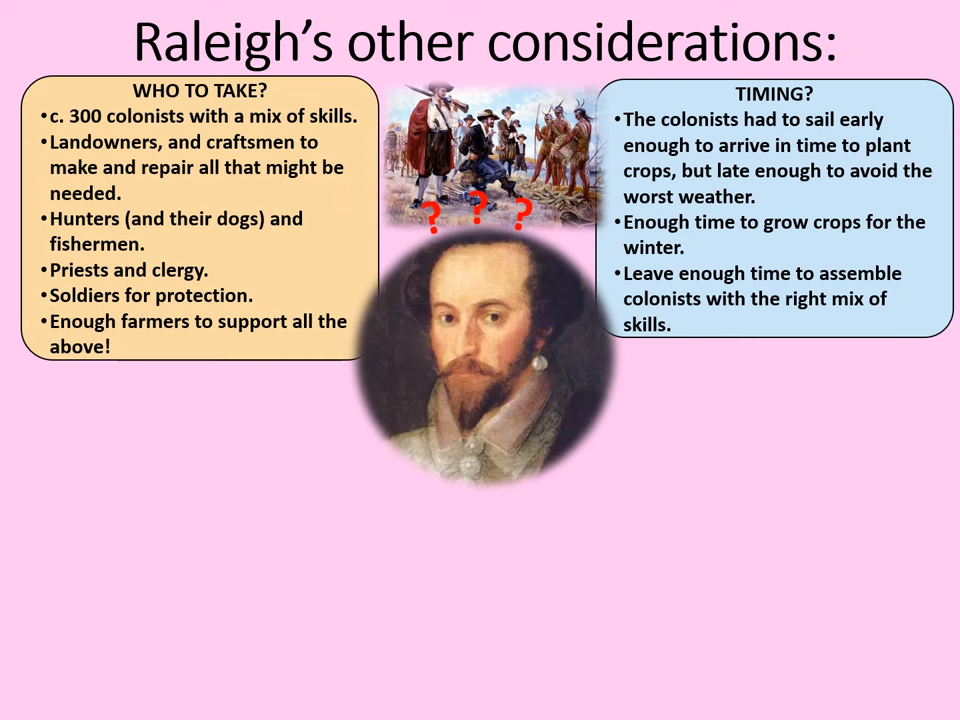 Raleigh’s other considerations:
WHO TO TAKE?
•c. 300 colonists with a mix of skills.
•Landowners, and craftsmen to
make and repair all that might be
needed.
•Hunters (and their dogs) and
fishermen.
•Priests and clergy.
•Soldiers for protection.
•Enough farmers to support all the
above!
? ? ?
TIMING?
•The colonists had to sail early
enough to arrive in time to plant
crops, but late enough to avoid the
worst weather.
•Enough time to grow crops for the
winter.
•Leave enough time to assemble
colonists with the right mix of
skills.